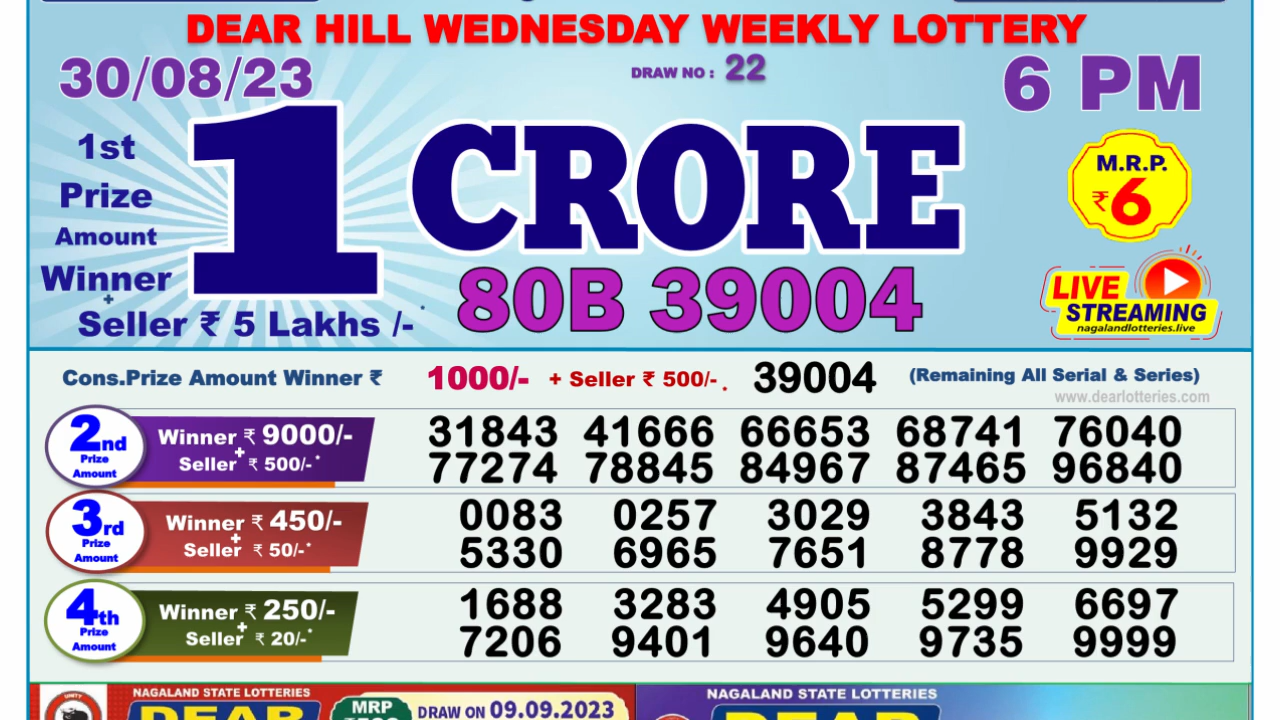 DEAR HILL WEDNESDAY WEEKLY LOTTERY
30/08/23
DRAW NO : 22
6 PM
1st
Prize
Amount
Winner
+
Seller ₹ 5 Lakhs /-
1 CRORE
80B 39004
M.R.P.
₹6
LIVE
STREAMING
nagalandlotteries.live
Cons.Prize Amount Winner ₹ 1000/- + Seller ₹ 500/- . 39004 (Remaining All Serial & Series)
www.dearlotteries.com
2nd
Prize
Amount
Winner ₹ 9000/-
+
Seller ₹ 500/-*
31843 41666 66653 68741 76040
77274 78845 84967 87465 96840
3rd
Prize
Amount
Winner ₹ 450/-
+
Seller ₹ 50/-*
0083 0257 3029 3843 5132
5330 6965 7651 8778 9929
4th
Prize
Amount
Winner ₹ 250/-
+
Seller ₹ 20/-*
1688 3283 4905 5299 6697
7206 9401 9640 9735 9999
UNITY
NAGALAND STATE LOTTERIES
DEAR
MRP
DRAW ON 09.09.2023
NAGALAND STATE LOTTERIES
DEAR